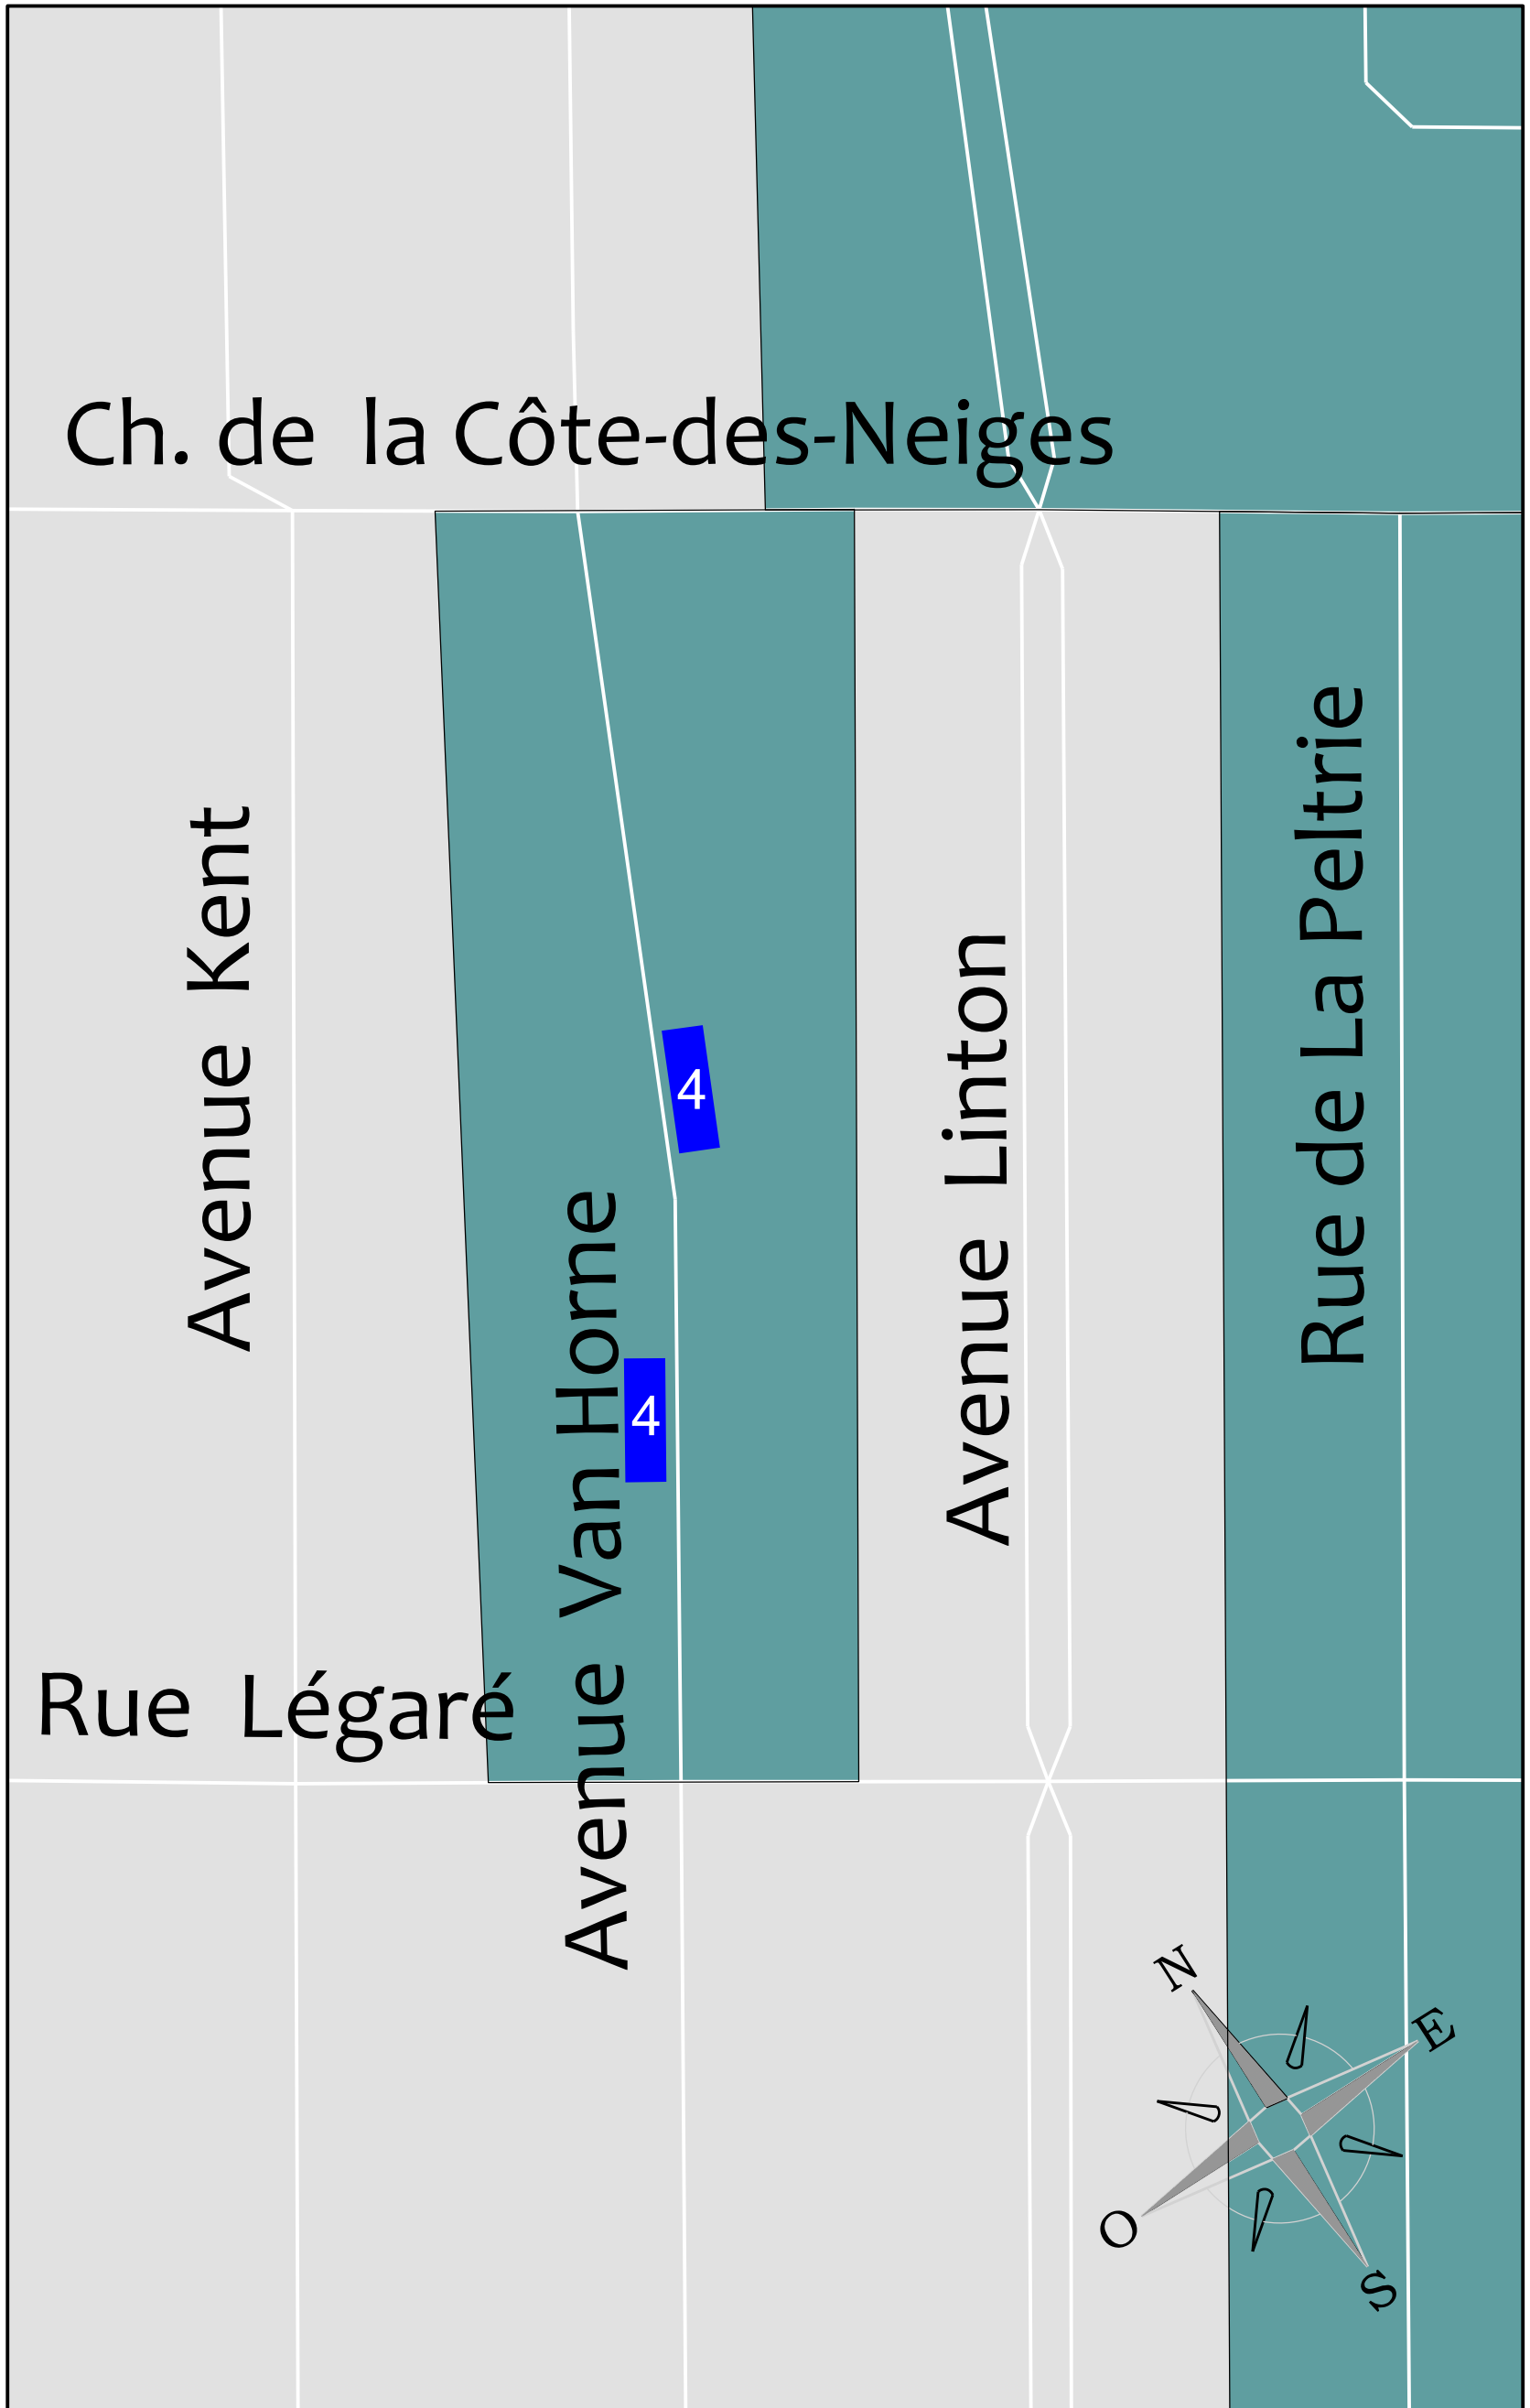 Ch. de la Côte-des-Neiges
Avenue Kent
Avenue Van Horne
4
4
Avenue Linton
Rue de La Peltrie
Rue Légaré
N
E
O
S